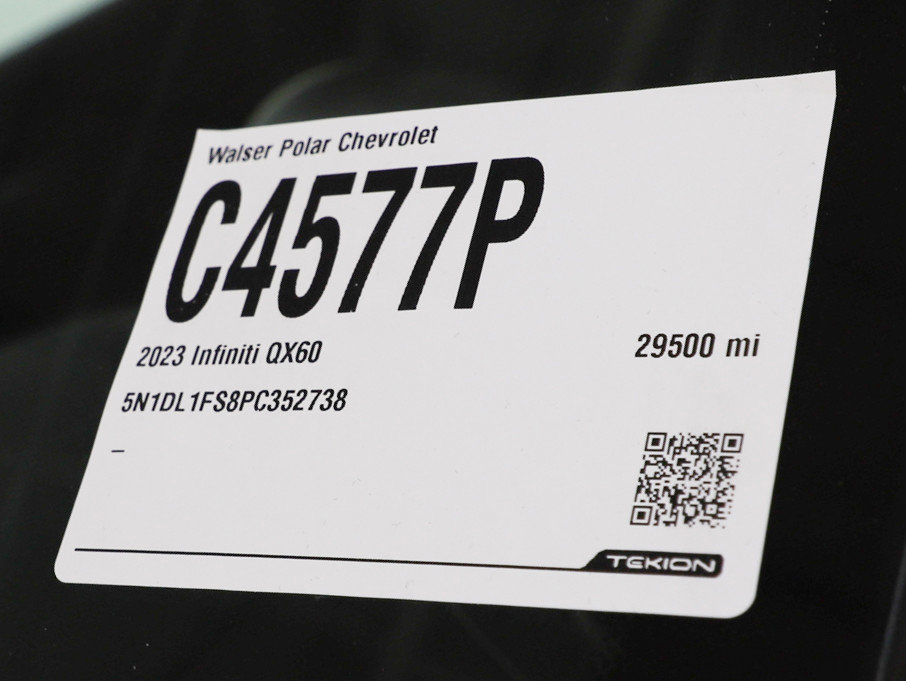 Walser Polar Chevrolet
C4577P
2023 Infiniti QX60
29500 mi
5N1DL1FS8PC352738
–
TEKION